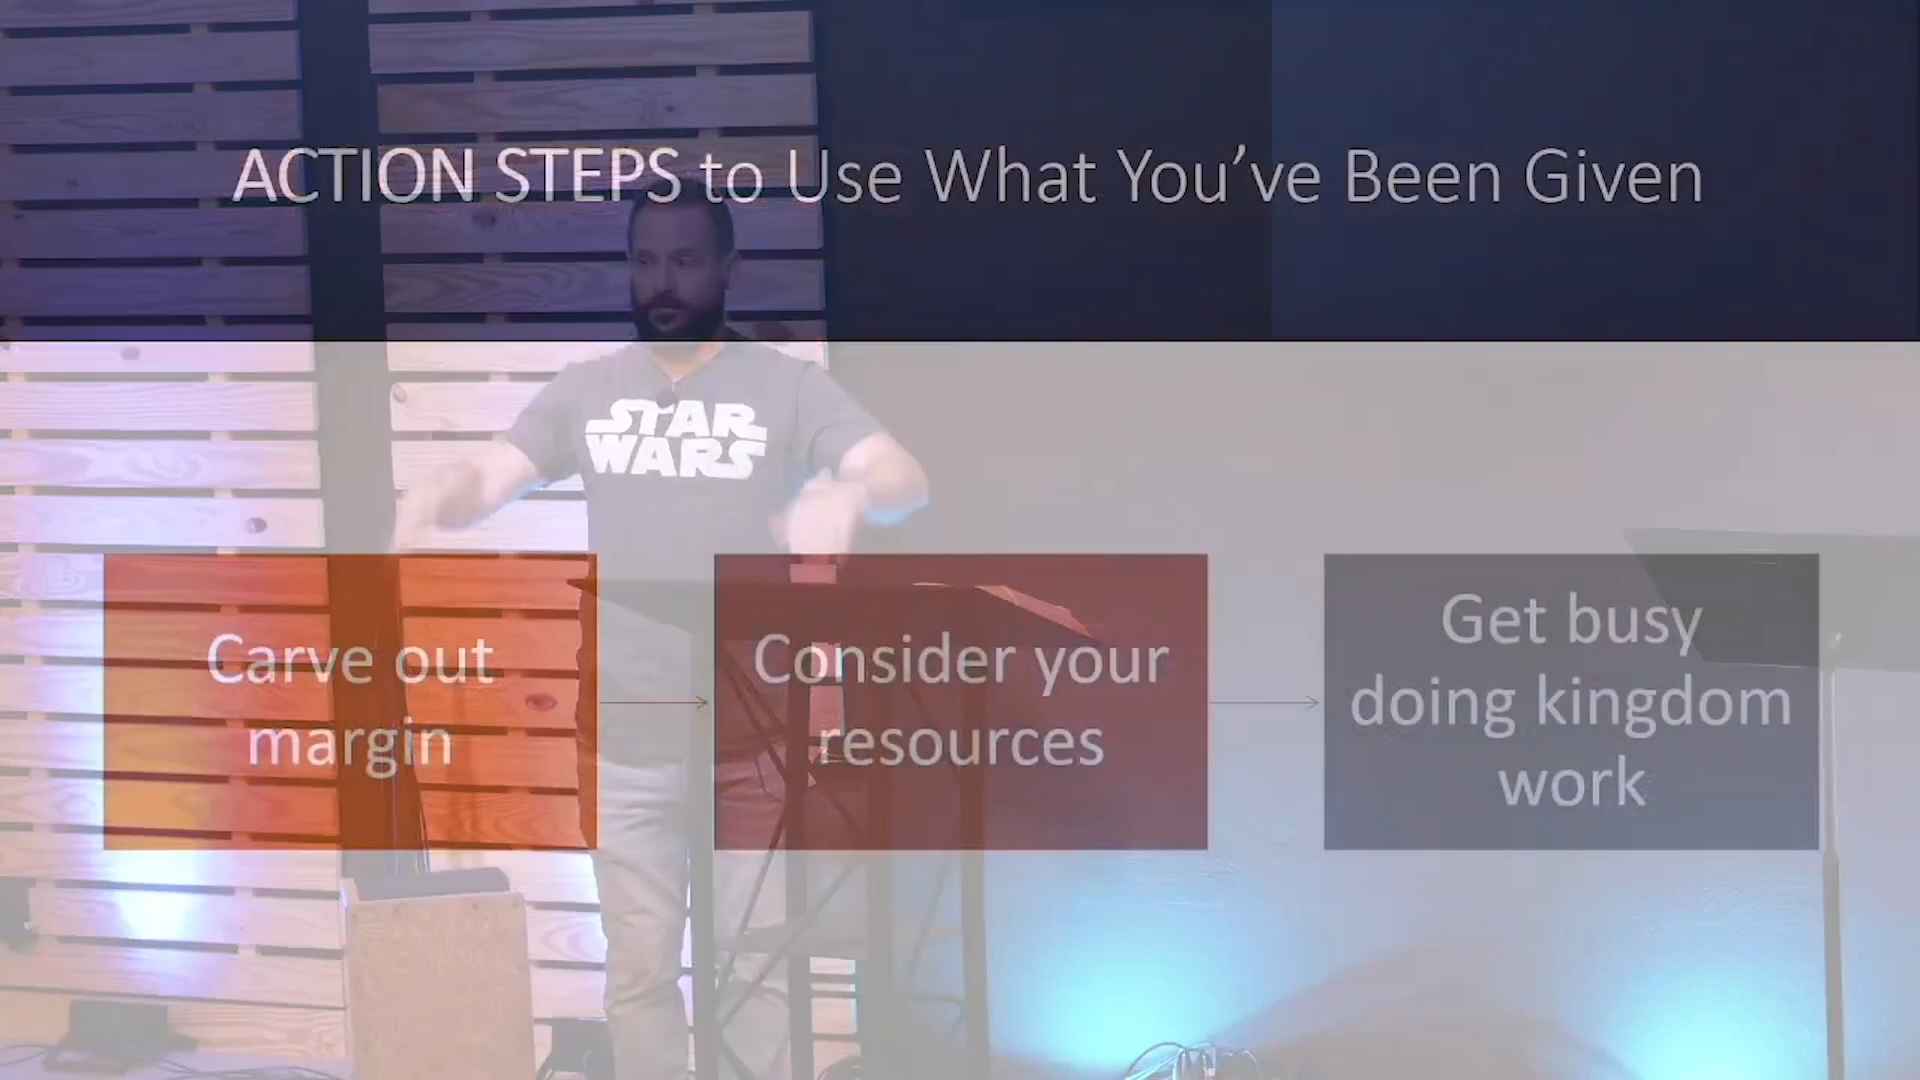 ACTION STEPS to Use What You’ve Been Given
STAR
WARS
Carve out
margin
Consider your
resources
Get busy
doing kingdom
work